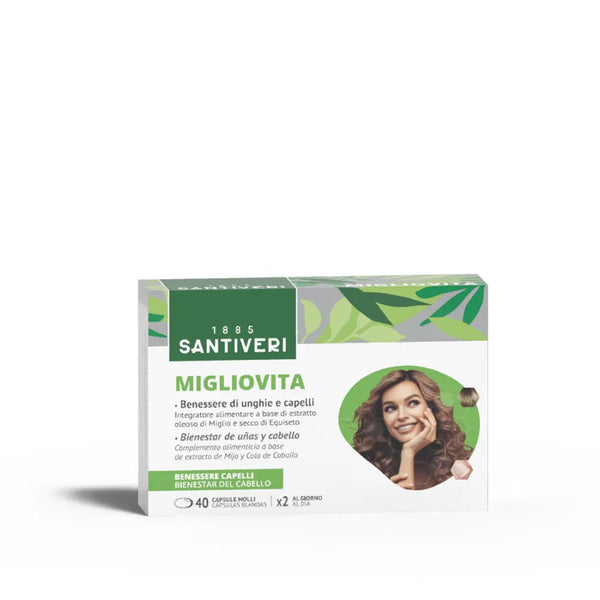 MIGLIOVITA
1885
SANTIVERI
MIGLIOVITA
• Benessere di unghie e capelli
Integratore alimentare a base di estratto
oleoso di Miglio e secco di Equiseto
• Bienestar de uñas y cabello
Complemento alimenticio a base
de extracto de Mijo y Cola de Caballo
BENESSERE CAPELLI
BIENESTAR DEL CABELLO
40 CAPSULE MOLLI x2 AL GIORNO
CÁPSULAS BLANDAS AL DÍA